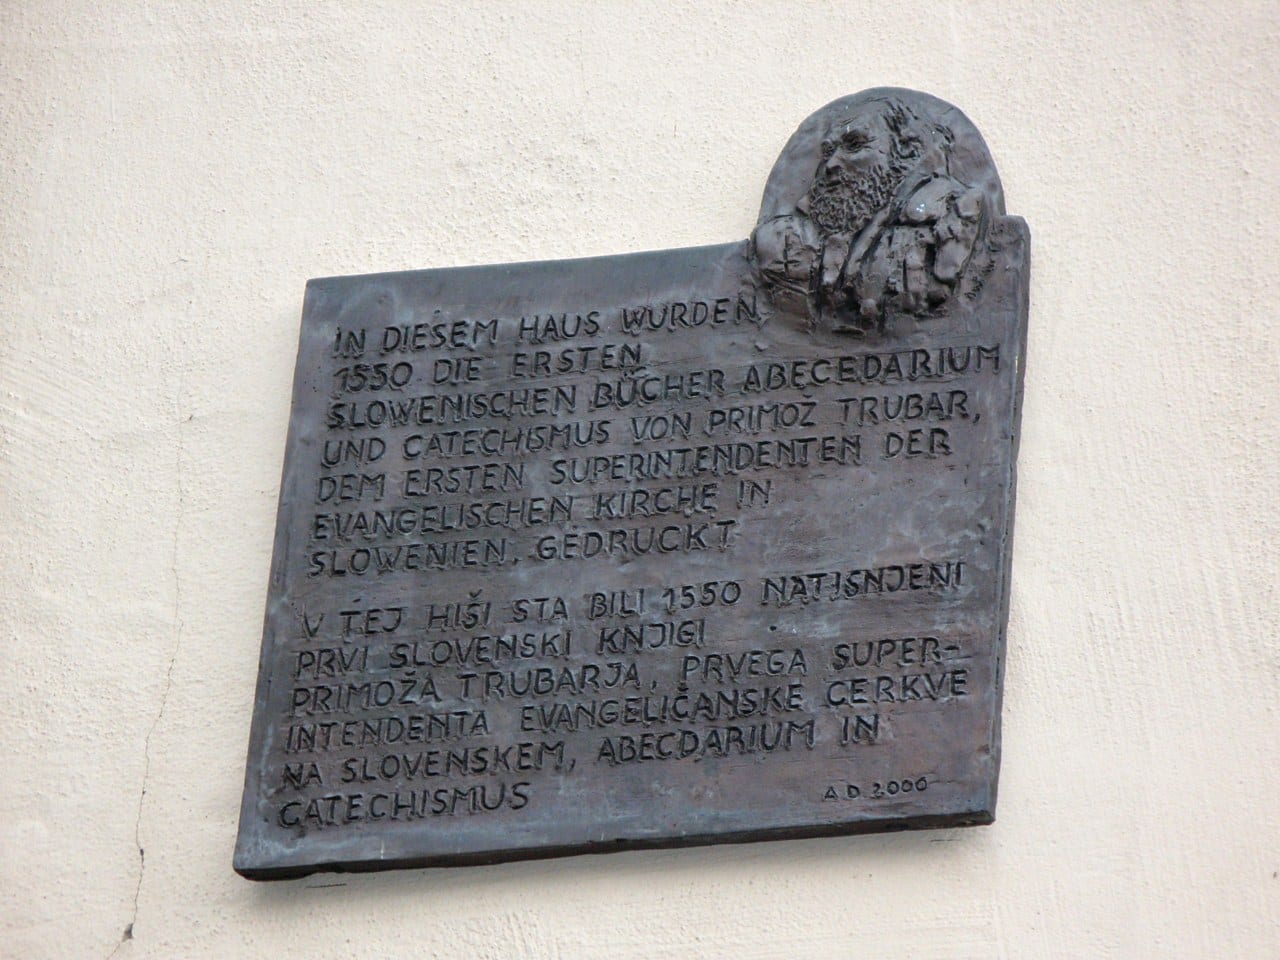 IN DIESEM HAUS WURDEN
1550 DIE ERSTEN
SLOWENISCHEN BÜCHER ABECEDARIUM
UND CATECHISMUS VON PRIMOŽ TRUBAR,
DEM ERSTEN SUPERINTENDENTEN DER
EVANGELISCHEN KIRCHE IN
SLOWENIEN, GEDRUCKT
V TEJ HIŠI STA BILI 1550 NATISNJENI
PRVI SLOVENSKI KNJIGI
PRIMOŽA TRUBARJA, PRVEGA SUPER-
INTENDENTA EVANGELIČANSKE CERKVE
NA SLOVENSKEM, ABECDARIUM IN
CATECHISMUS
A.D. 2006